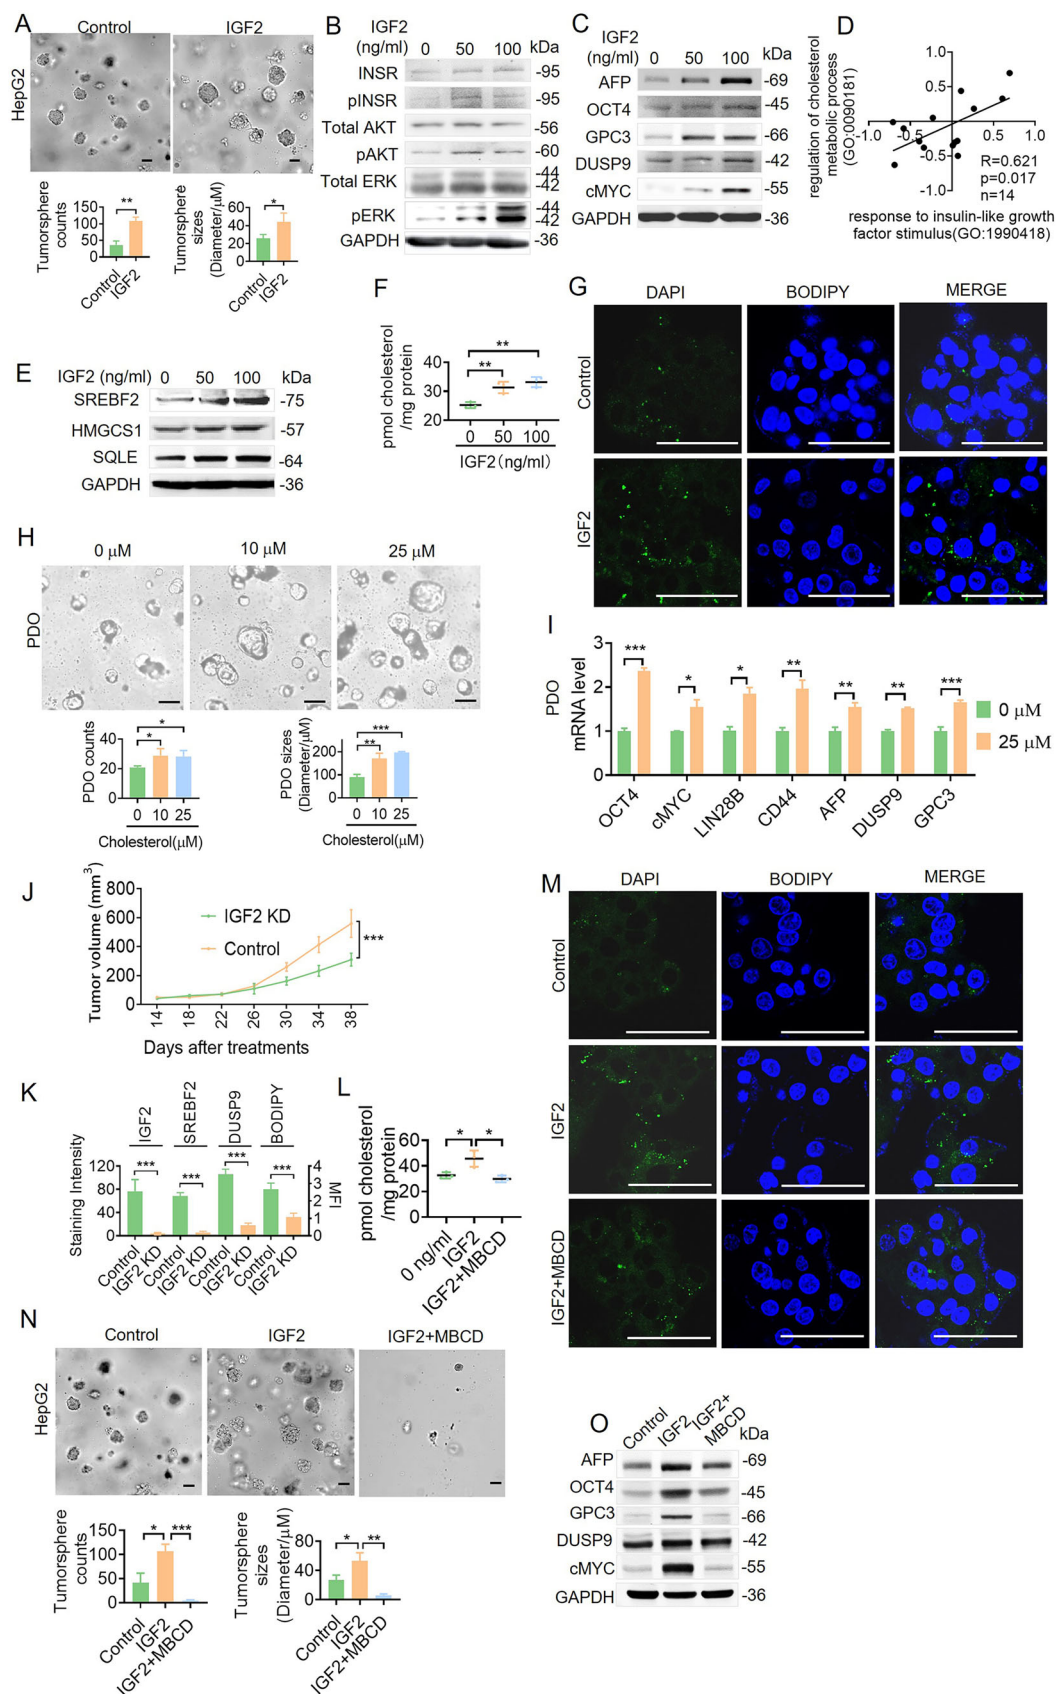 A
Control
IGF2
HepG2
Tumorsphere
counts
150
100
50
0
**
Control
IGF2
Tumorsphere
sizes
(Diameter/μM)
60
40
20
0
*
Control
IGF2
B
IGF2
(ng/ml)
0 50 100 kDa
INSR -95
pINSR -95
Total AKT -56
pAKT -60
Total ERK -44
-42
pERK -44
-42
GAPDH -36
C
IGF2
(ng/ml) 0 50 100 kDa
AFP -69
OCT4 -45
GPC3 -66
DUSP9 -42
cMYC -55
GAPDH -36
D
regulation of cholesterol
metabolic process
(GO:0090181)
1.0
0.5
-1.0 -0.5 0.5 1.0
-0.5
-1.0
R=0.621
p=0.017
n=14
response to insulin-like growth
factor stimulus(GO:1990418)
E
IGF2 (ng/ml) 0 50 100 kDa
SREBF2 -75
HMGCS1 -57
SQLE -64
GAPDH -36
F
pmol cholesterol
/mg protein
40
30
20
**
**
0 50 100
IGF2(ng/ml)
G
DAPI BODIPY MERGE
Control
IGF2
H
0 μM 10 μM 25 μM
PDO
PDO counts
40
20
0
*
*
0 10 25
Cholesterol(μM)
PDO sizes
(Diameter/μM)
200
100
0
***
**
0 10 25
Cholesterol(μM)
I
PDO
mRNA level
3
2
1
0
*** * * ** ** ** ***
0 μM
25 μM
OCT4 cMYC LIN28B CD44 AFP DUSP9 GPC3
J
Tumor volume (mm3)
800
600
400
200
0
IGF2 KD
Control
***
14 18 22 26 30 34 38
Days after treatments
K
IGF2 SREBF2 DUSP9 BODIPY
Staining Intensity
120
80
40
0
*** *** *** ***
4
3
2
1
0
MFI
Control IGF2 KD Control IGF2 KD Control IGF2 KD Control IGF2 KD
L
pmol cholesterol
/mg protein
60
40
20
0
* *
0 ng/ml
IGF2
IGF2+MBCD
M
DAPI BODIPY MERGE
Control
IGF2
IGF2+MBCD
N
Control IGF2 IGF2+MBCD
HepG2
Tumorsphere
counts
150
100
50
0
* ***
Control
IGF2
IGF2+MBCD
Tumorsphere
sizes
(Diameter/μM)
80
40
0
* **
Control
IGF2
IGF2+MBCD
O
Control IGF2 IGF2+
MBCD kDa
AFP -69
OCT4 -45
GPC3 -66
DUSP9 -42
cMYC -55
GAPDH -36